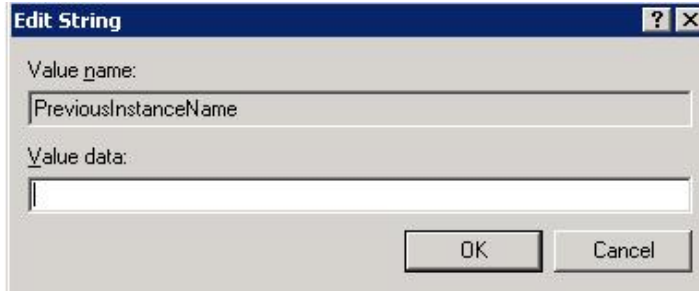 Edit String
Value name:
PreviousInstanceName
Value data:
OK Cancel